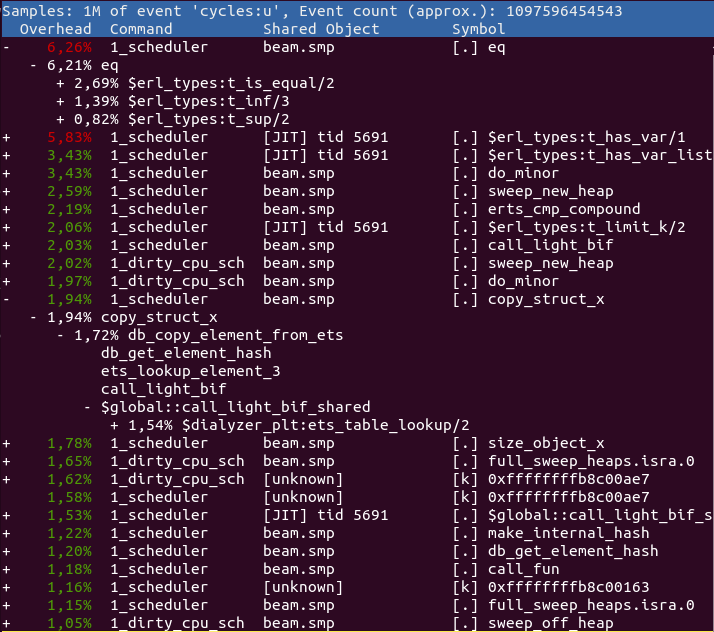 Samples: 1M of event 'cycles:u', Event count (approx.): 1097596454543
  Overhead  Command         Shared Object        Symbol
-    6,26%  1_scheduler     beam.smp             [.] eq
   - 6,21% eq
      + 2,69% $erl_types:t_is_equal/2
      + 1,39% $erl_types:t_inf/3
      + 0,82% $erl_types:t_sup/2
+    5,83%  1_scheduler     [JIT] tid 5691       [.] $erl_types:t_has_var/1
+    3,43%  1_scheduler     [JIT] tid 5691       [.] $erl_types:t_has_var_list
+    3,43%  1_scheduler     beam.smp             [.] do_minor
+    2,59%  1_scheduler     beam.smp             [.] sweep_new_heap
+    2,19%  1_scheduler     beam.smp             [.] erts_cmp_compound
+    2,06%  1_scheduler     [JIT] tid 5691       [.] $erl_types:t_limit_k/2
+    2,03%  1_scheduler     beam.smp             [.] call_light_bif
+    2,02%  1_dirty_cpu_sch  beam.smp             [.] sweep_new_heap
+    1,97%  1_dirty_cpu_sch  beam.smp             [.] do_minor
-    1,94%  1_scheduler     beam.smp             [.] copy_struct_x
   - 1,94% copy_struct_x
      - 1,72% db_copy_element_from_ets
           db_get_element_hash
           ets_lookup_element_3
           call_light_bif
         - $global::call_light_bif_shared
            + 1,54% $dialyzer_plt:ets_table_lookup/2
+    1,78%  1_scheduler     beam.smp             [.] size_object_x
+    1,65%  1_dirty_cpu_sch  beam.smp             [.] full_sweep_heaps.isra.0
+    1,62%  1_dirty_cpu_sch  [unknown]            [k] 0xffffffffb8c00ae7
     1,58%  1_scheduler     [unknown]            [k] 0xffffffffb8c00ae7
+    1,53%  1_scheduler     [JIT] tid 5691       [.] $global::call_light_bif_s
+    1,22%  1_scheduler     beam.smp             [.] make_internal_hash
+    1,20%  1_scheduler     beam.smp             [.] db_get_element_hash
+    1,18%  1_scheduler     beam.smp             [.] call_fun
+    1,16%  1_scheduler     [unknown]            [k] 0xffffffffb8c00163
+    1,15%  1_scheduler     beam.smp             [.] full_sweep_heaps.isra.0
+    1,05%  1_dirty_cpu_sch  beam.smp             [.] sweep_off_heap